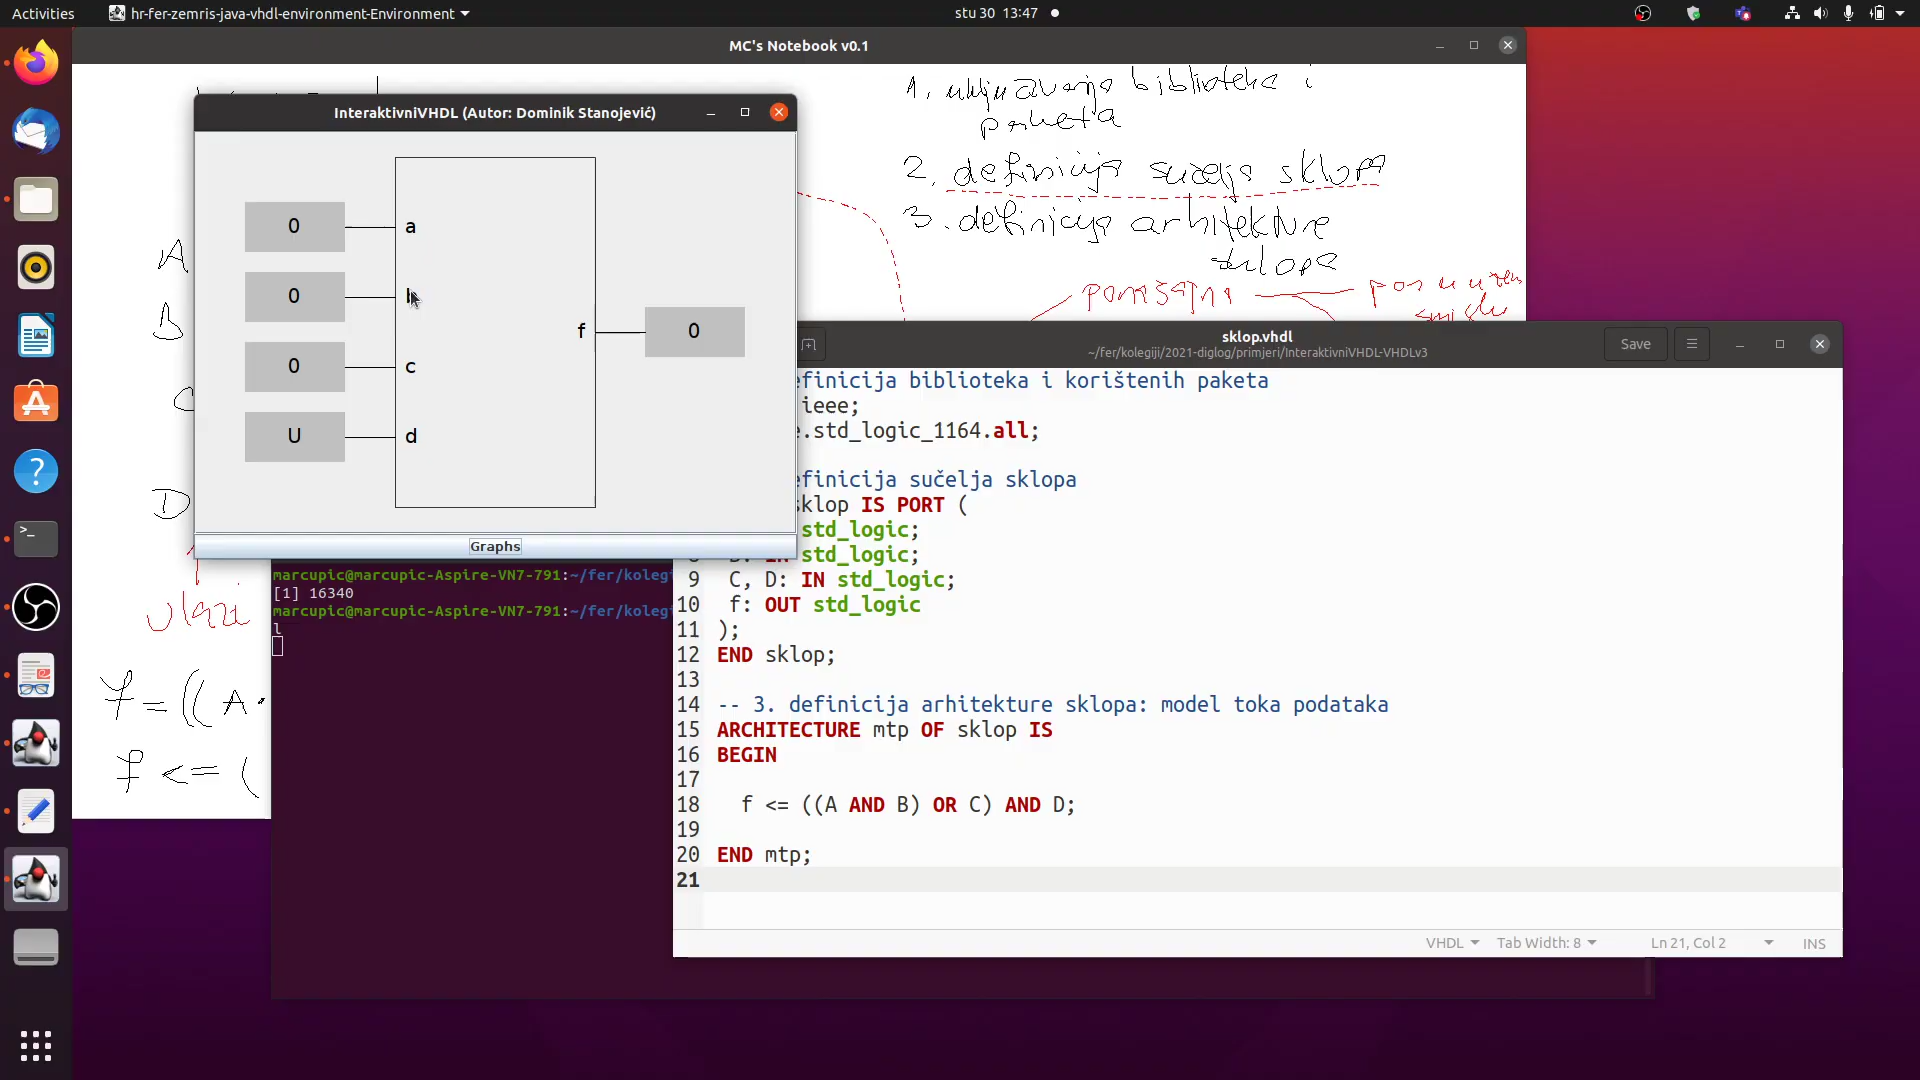 Activities
hr-fer-zemris-java-vhdl-environment-Environment
stu 30 13:47
MC's Notebook v0.1
1. uključivanje biblioteka i
paketa
2. definicija sučelja sklopa
3. definicija arhitekture
sklopa
ponašajni
A
B
C
D
ulazi
f = ((A.
f <= (
InteraktivniVHDL (Autor: Dominik Stanojević)
0
a
0
0
c
U
d
f
0
Graphs
marcupic@marcupic-Aspire-VN7-791:~/fer/kolegi
[1] 16340
marcupic@marcupic-Aspire-VN7-791:~/fer/kolegi
l
sklop.vhdl
~/fer/kolegiji/2021-diglog/primjeri/InteraktivniVHDL-VHDLv3
Save
efinicija biblioteka i korištenih paketa
ieee;
e.std_logic_1164.all;
efinicija sučelja sklopa
sklop IS PORT (
std_logic;
8 B: IN std_logic;
9 C, D: IN std_logic;
10 f: OUT std_logic
11 );
12 END sklop;
13
14 -- 3. definicija arhitekture sklopa: model toka podataka
15 ARCHITECTURE mtp OF sklop IS
16 BEGIN
17
18 f <= ((A AND B) OR C) AND D;
19
20 END mtp;
21
VHDL Tab Width: 8 Ln 21, Col 2 INS